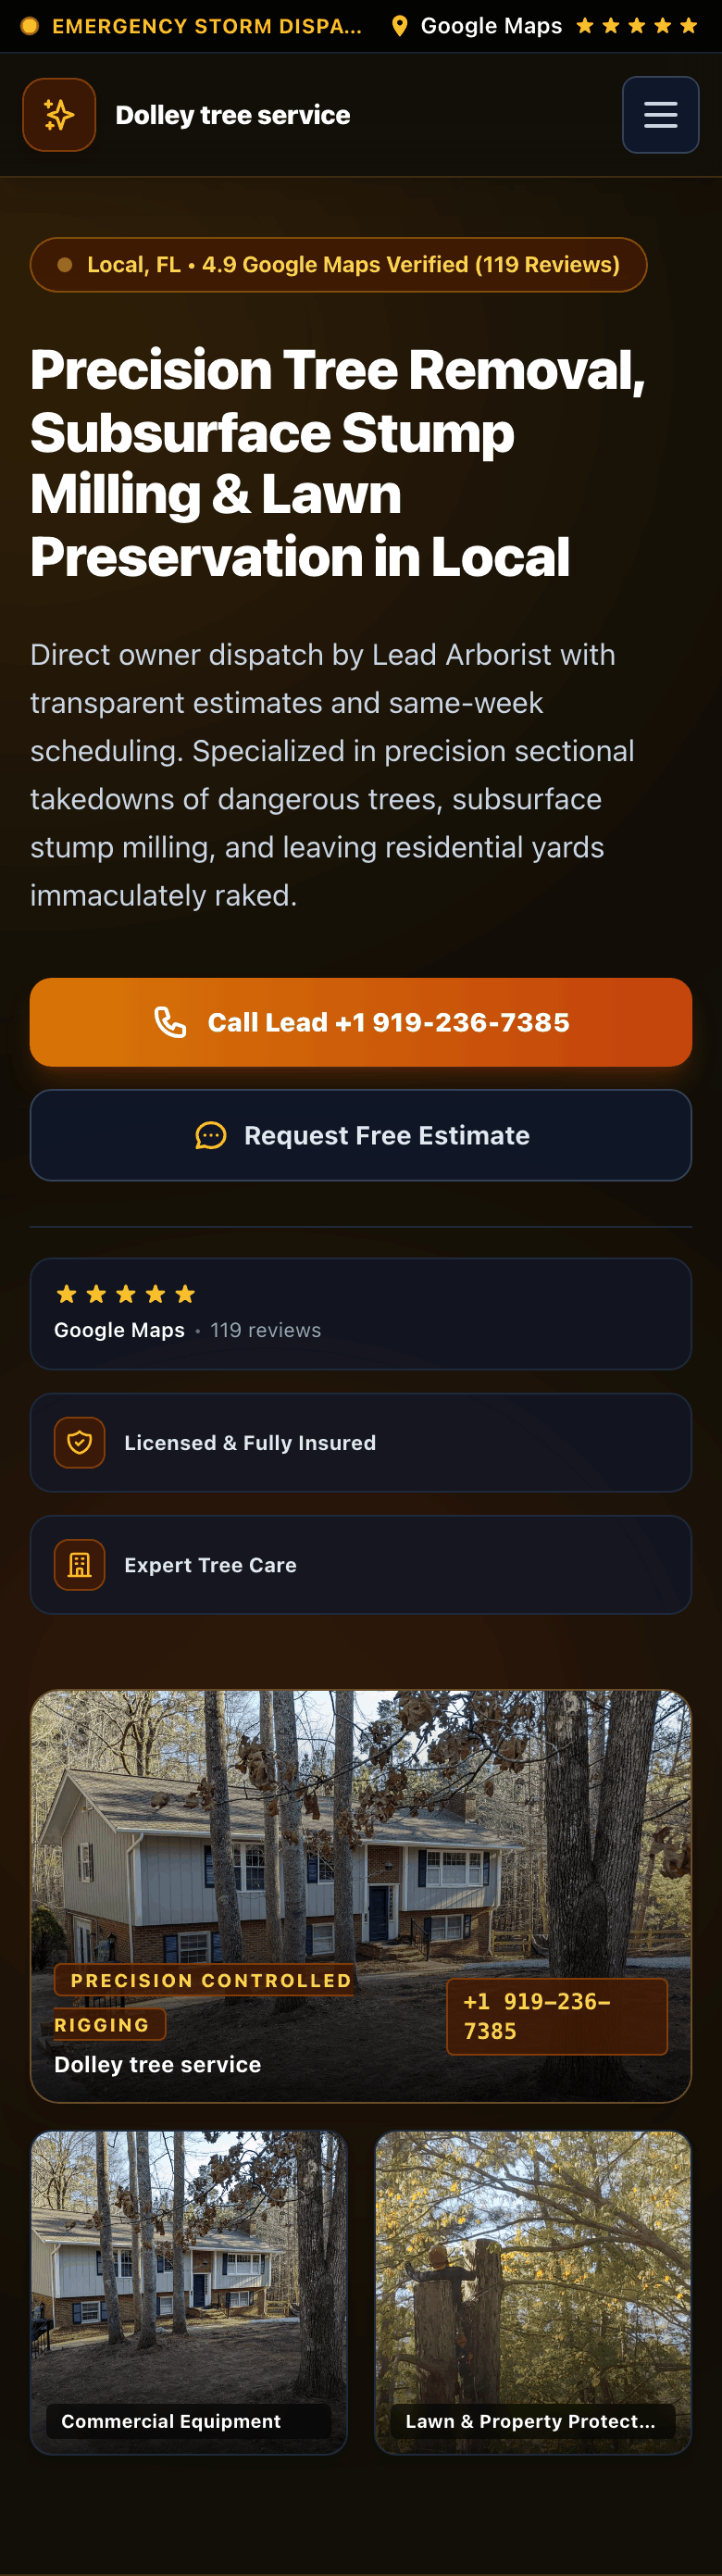 EMERGENCY STORM DISPA... Google Maps
Dolley tree service
Local, FL • 4.9 Google Maps Verified (119 Reviews)
Precision Tree Removal,
Subsurface Stump
Milling & Lawn
Preservation in Local
Direct owner dispatch by Lead Arborist with
transparent estimates and same-week
scheduling. Specialized in precision sectional
takedowns of dangerous trees, subsurface
stump milling, and leaving residential yards
immaculately raked.
Call Lead +1 919-236-7385
Request Free Estimate
Google Maps • 119 reviews
Licensed & Fully Insured
Expert Tree Care
PRECISION CONTROLLED
RIGGING
Dolley tree service
+1 919-236-
7385
Commercial Equipment
Lawn & Property Protect...